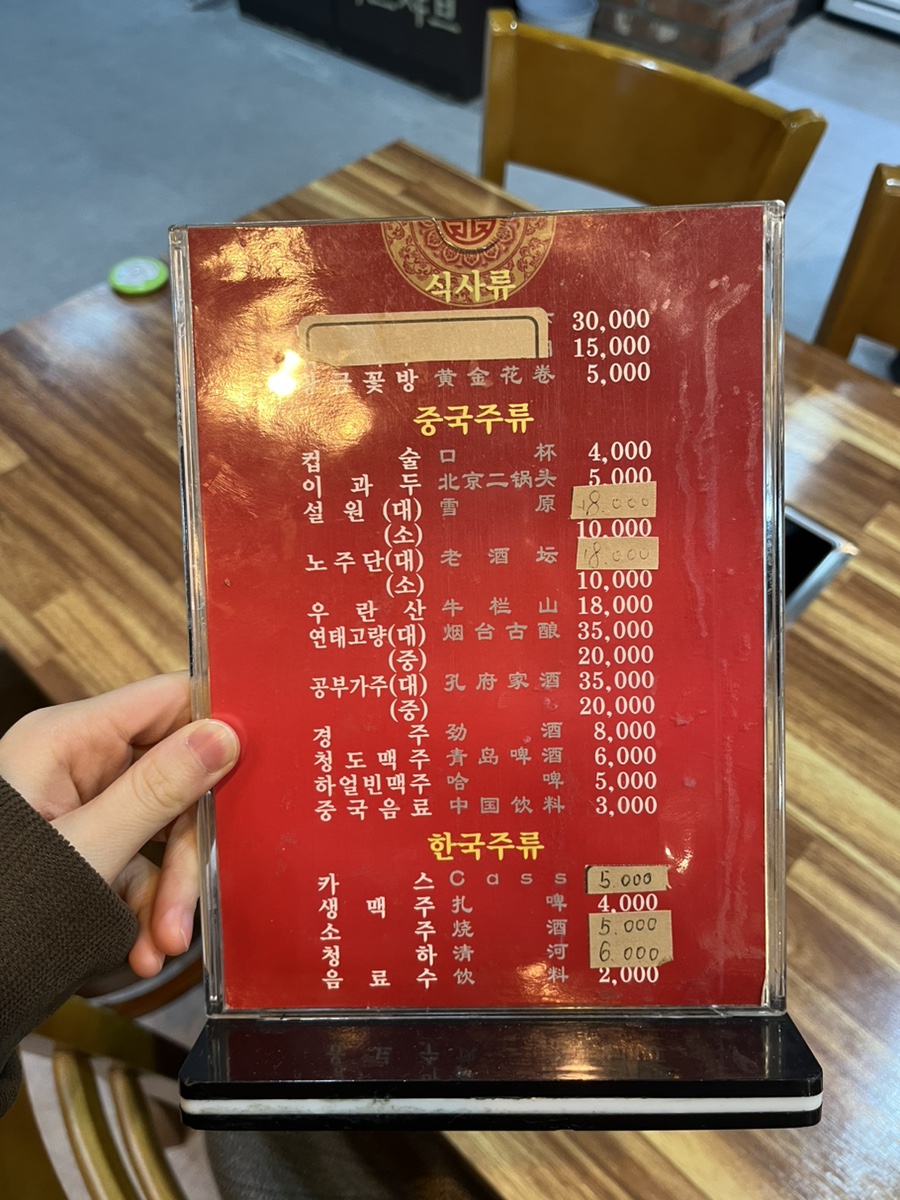 식사류
30,000
15,000
꽃방 黄金花卷 5,000
중국주류
컵술 口杯 4,000
이과두 北京二锅头 5,000
설원(대) 雪原 18.000
(소) 10,000
노주단(대) 老酒坛 18.000
(소) 10,000
우란산 牛栏山 18,000
연태고량(대) 烟台古酿 35,000
(중) 20,000
공부가주(대) 孔府家酒 35,000
(중) 20,000
경주 劲酒 8,000
청도맥주 青岛啤酒 6,000
하얼빈맥주 哈啤 5,000
중국음료 中国饮料 3,000
한국주류
카스 Cass 5.000
생맥주 扎啤 4,000
소주 烧酒 5.000
청하 清河 6.000
음료수 饮料 2,000